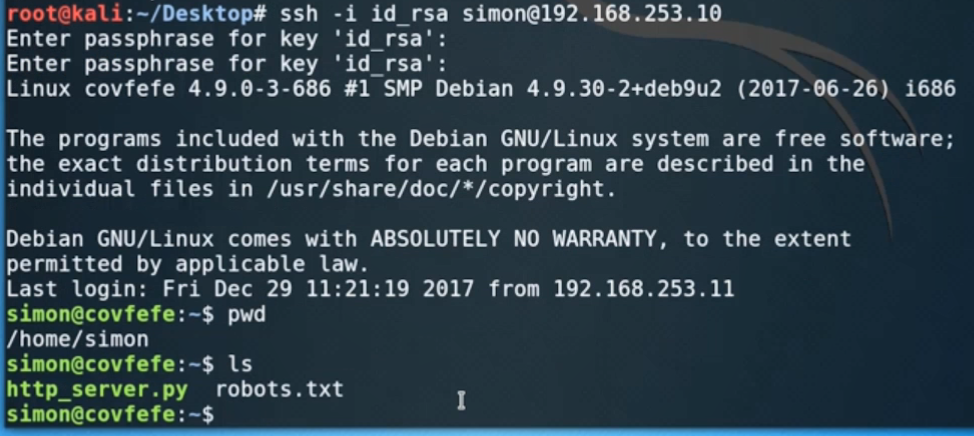 root@kali:~/Desktop# ssh -i id_rsa simon@192.168.253.10
Enter passphrase for key 'id_rsa':
Enter passphrase for key 'id_rsa':
Linux covfefe 4.9.0-3-686 #1 SMP Debian 4.9.30-2+deb9u2 (2017-06-26) i686

The programs included with the Debian GNU/Linux system are free software;
the exact distribution terms for each program are described in the
individual files in /usr/share/doc/*/copyright.

Debian GNU/Linux comes with ABSOLUTELY NO WARRANTY, to the extent
permitted by applicable law.
Last login: Fri Dec 29 11:21:19 2017 from 192.168.253.11
simon@covfefe:~$ pwd
/home/simon
simon@covfefe:~$ ls
http_server.py  robots.txt
simon@covfefe:~$